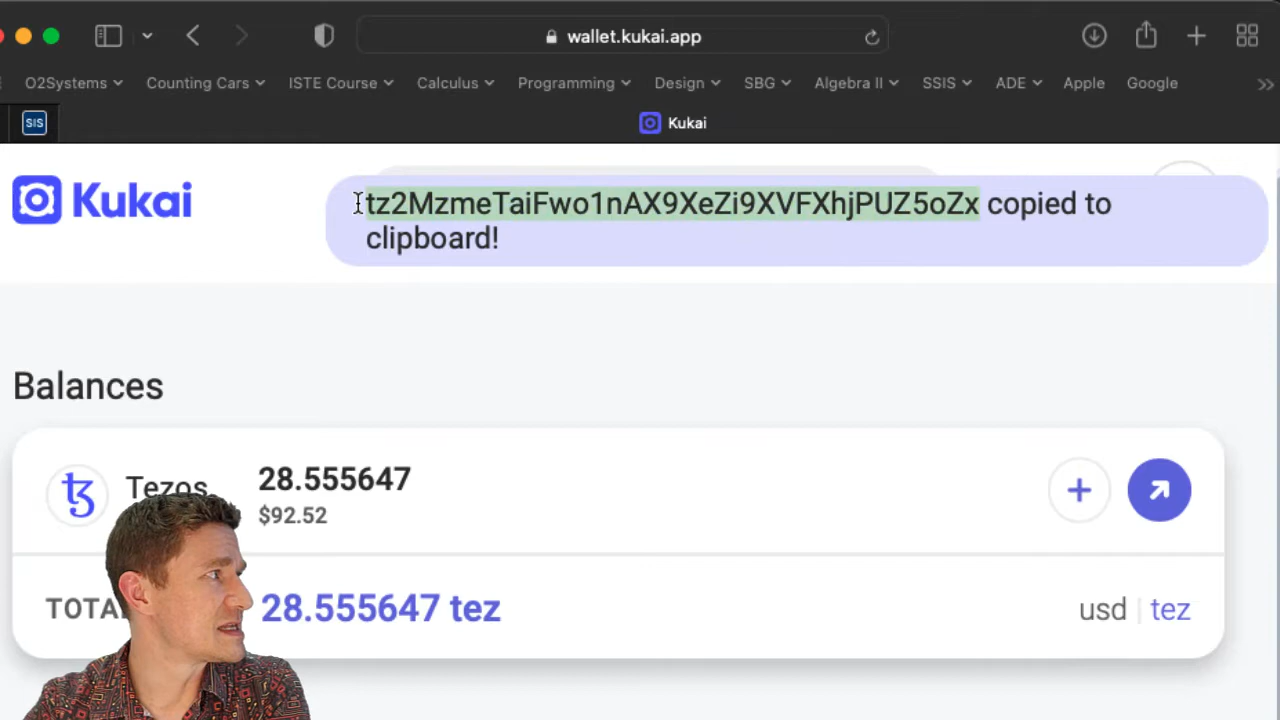 wallet.kukai.app
O2Systems Counting Cars ISTE Course Calculus Programming Design SBG Algebra II SSIS ADE Apple Google
SIS Kukai
Kukai
tz2MzmeTaiFwo1nAX9XeZi9XVFXhjPUZ5oZx copied to
clipboard!
Balances
Tezos 28.555647
$92.52
28.555647 tez usd tez